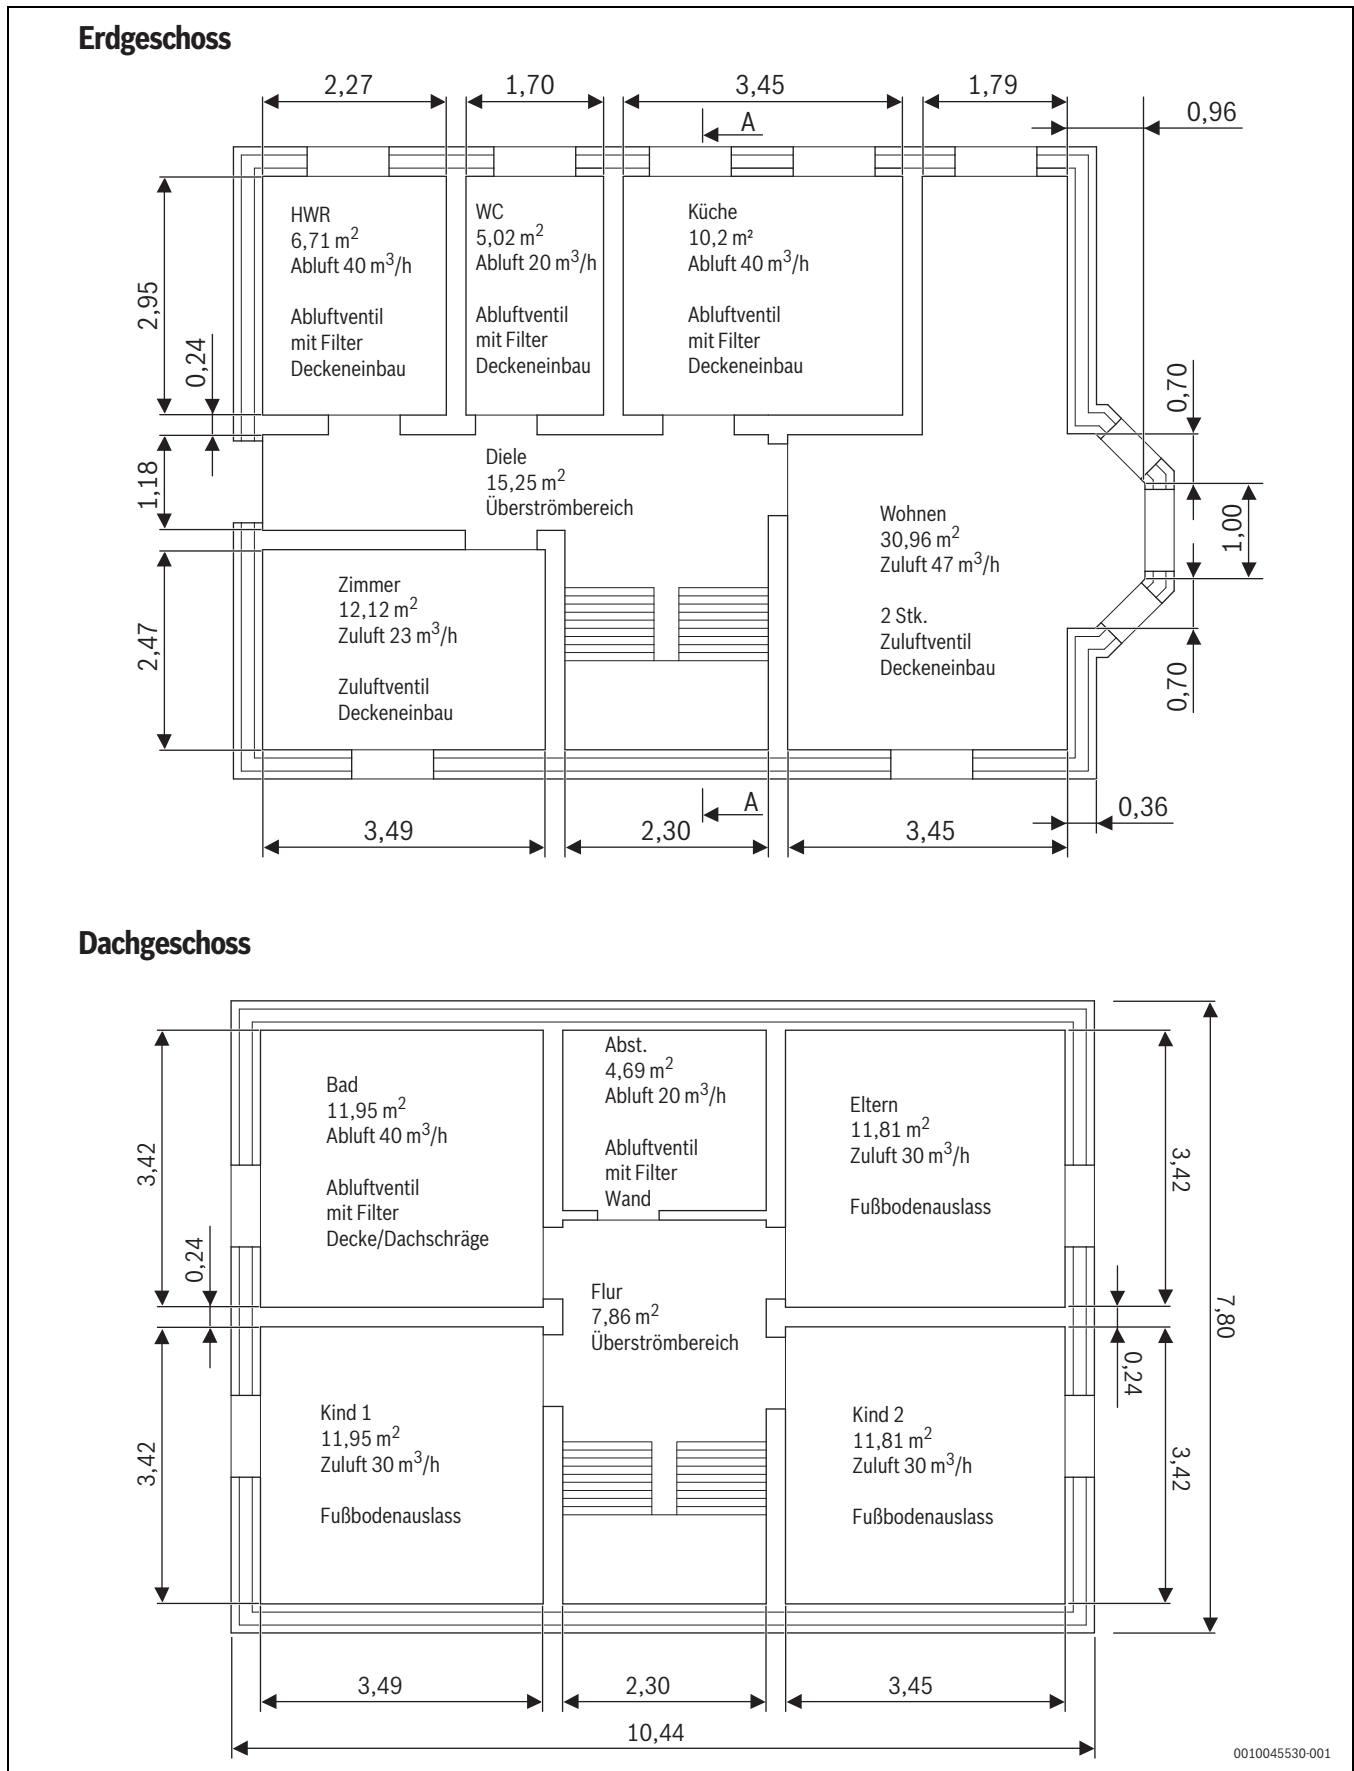 Erdgeschoss
2,27
1,70
3,45
1,79
0,96
A
2,95
0,24
1,18
2,47
HWR
6,71 m²
Abluft 40 m³/h
Abluftventil
mit Filter
Deckeneinbau
WC
5,02 m²
Abluft 20 m³/h
Abluftventil
mit Filter
Deckeneinbau
Küche
10,2 m²
Abluft 40 m³/h
Abluftventil
mit Filter
Deckeneinbau
0,70
1,00
0,70
Diele
15,25 m²
Überströmbereich
Wohnen
30,96 m²
Zuluft 47 m³/h
2 Stk.
Zuluftventil
Deckeneinbau
Zimmer
12,12 m²
Zuluft 23 m³/h
Zuluftventil
Deckeneinbau
A
0,36
3,49
2,30
3,45
Dachgeschoss
3,42
0,24
3,42
Bad
11,95 m²
Abluft 40 m³/h
Abluftventil
mit Filter
Decke/Dachschräge
Abst.
4,69 m²
Abluft 20 m³/h
Abluftventil
mit Filter
Wand
Eltern
11,81 m²
Zuluft 30 m³/h
Fußbodenauslass
3,42
7,80
0,24
3,42
Flur
7,86 m²
Überströmbereich
Kind 1
11,95 m²
Zuluft 30 m³/h
Fußbodenauslass
Kind 2
11,81 m²
Zuluft 30 m³/h
Fußbodenauslass
3,49
2,30
3,45
10,44
0010045530-001